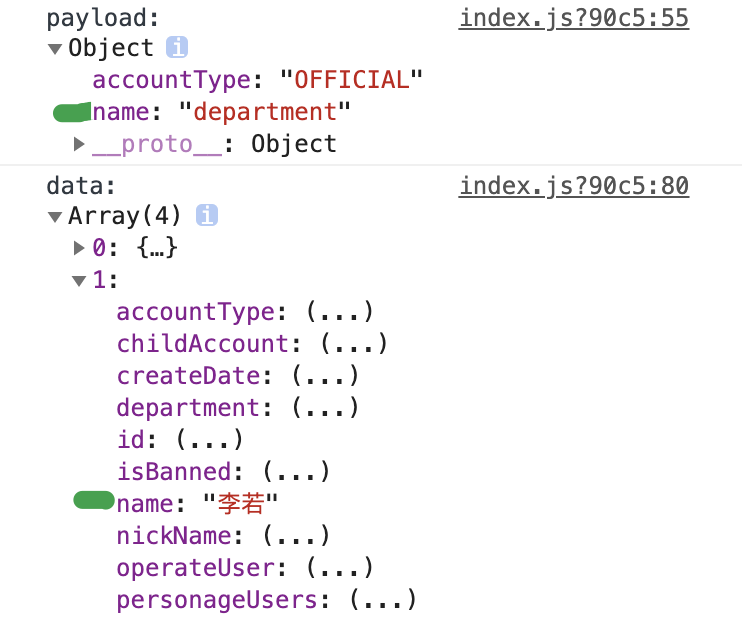 payload: index.js?90c5:55
▼Object i
accountType: "OFFICIAL"
name: "department"
▶__proto__: Object
data: index.js?90c5:80
▼Array(4) i
▶0: {…}
▼1:
accountType: (...)
childAccount: (...)
createDate: (...)
department: (...)
id: (...)
isBanned: (...)
name: "李若"
nickName: (...)
operateUser: (...)
personageUsers: (...)